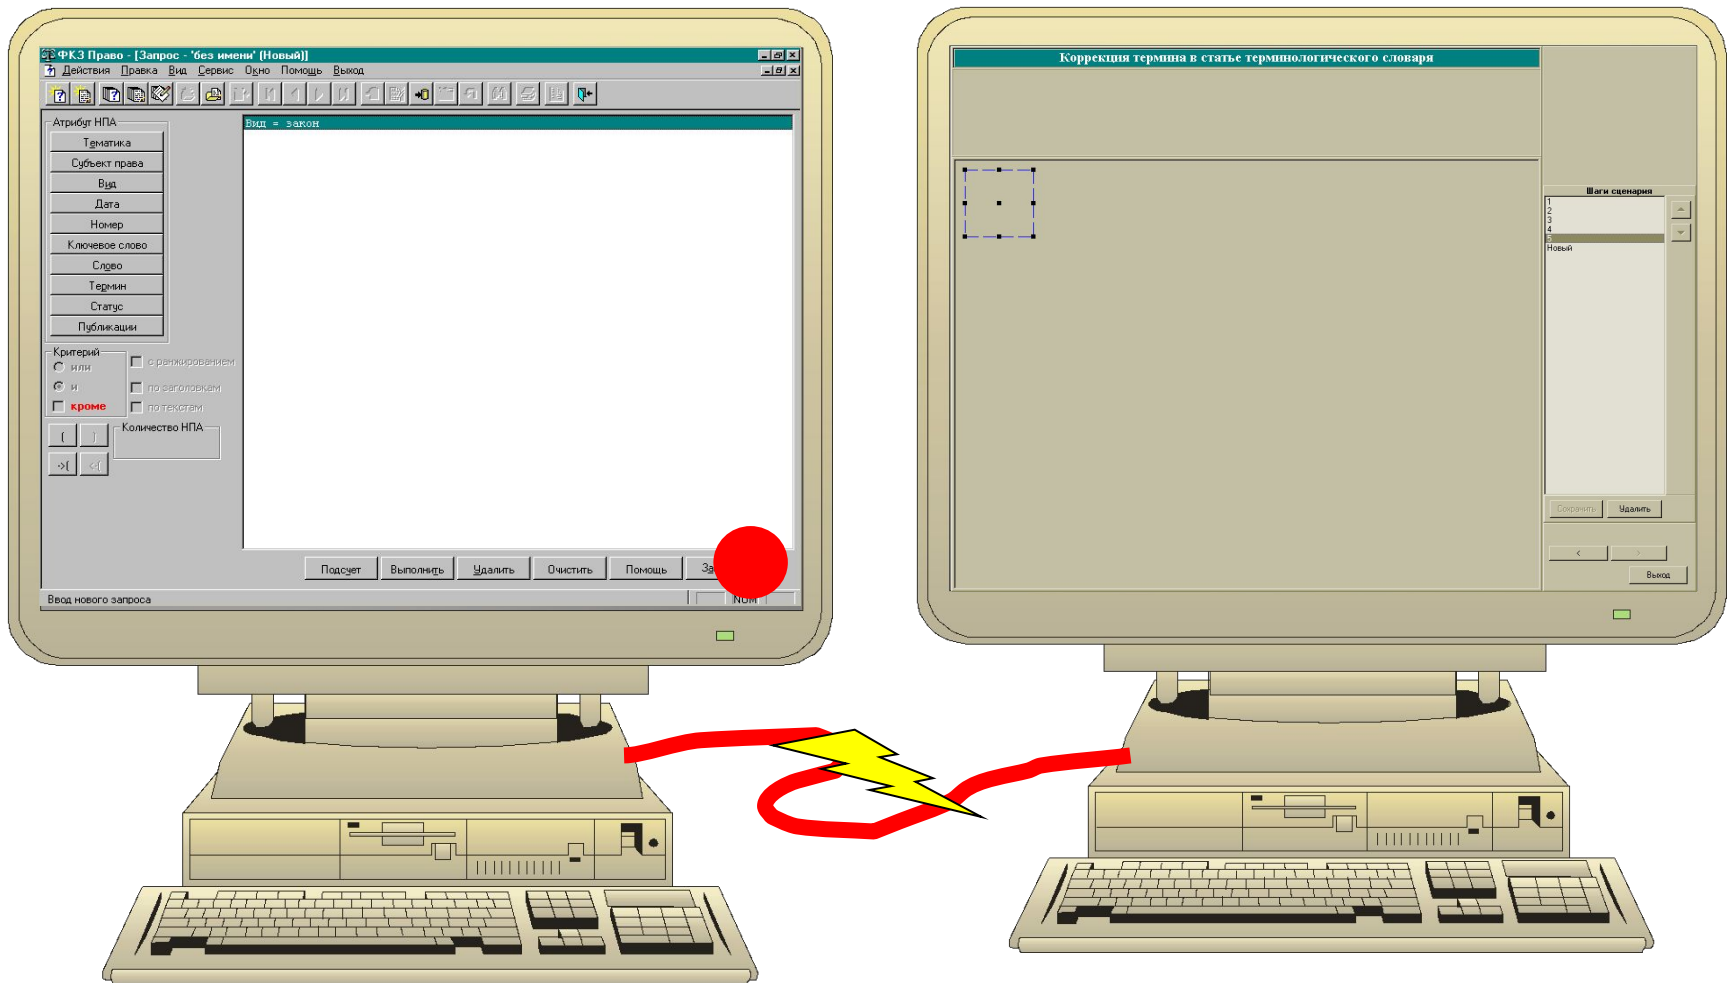 ФКЗ Право - [Запрос - 'без имени' (Новый)]
Действия Правка Вид Сервис Окно Помощь Выход
Атрибут НПА
Тематика
Субъект права
Вид
Дата
Номер
Ключевое слово
Слово
Термин
Статус
Публикации
Вид = закон
Критерий
или
и
кроме
с ранжированием
по заголовкам
по текстам
Количество НПА
( )
->( <-(
Подсчет Выполнить Удалить Очистить Помощь
Ввод нового запроса
NUM
Коррекция термина в статье терминологического словаря
Шаги сценария
1
2
3
4
5
Новый
Сохранить Удалить
< >
Выход